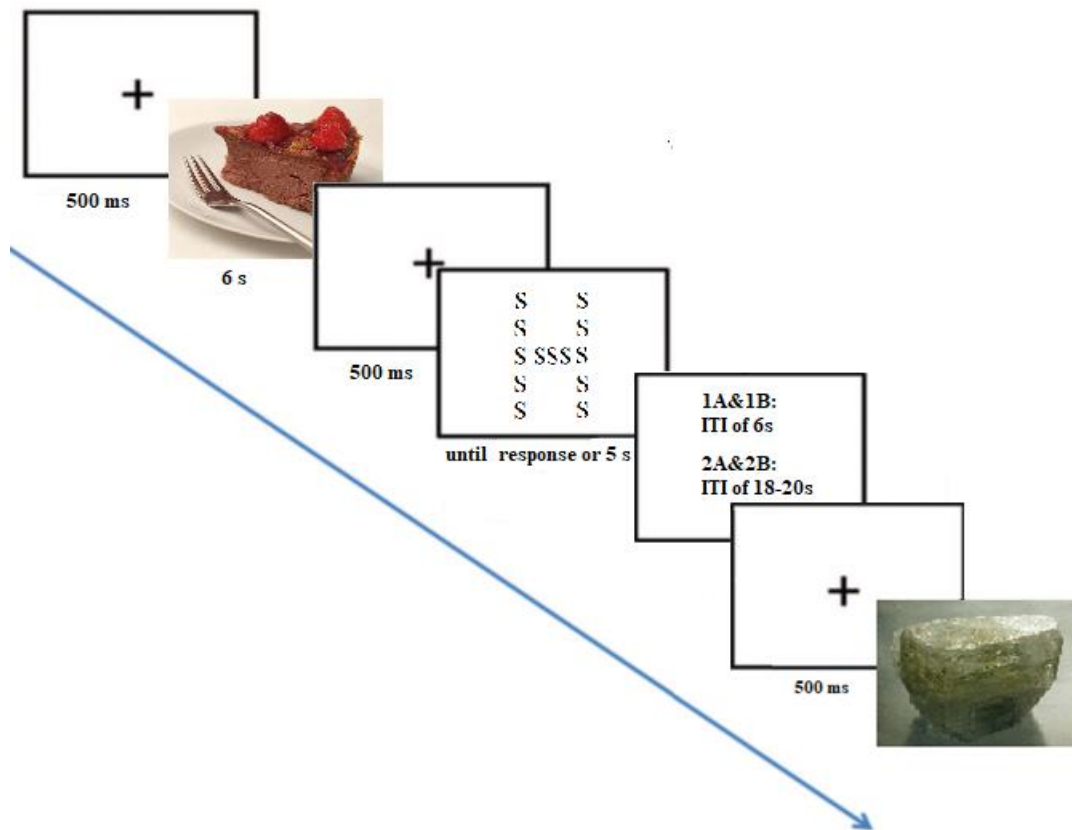 500 ms
6 s
500 ms
S S
S S
S SSS S
S S
S S
until response or 5 s
1A&1B:
ITI of 6s
2A&2B:
ITI of 18-20s
500 ms